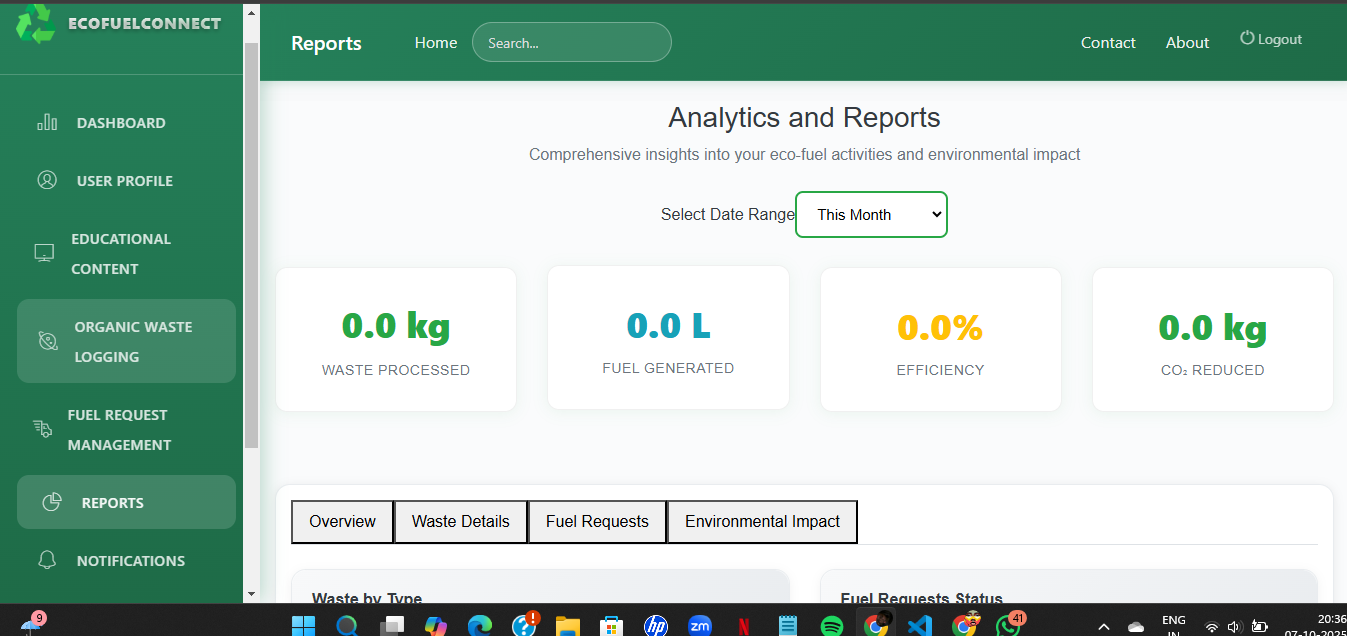 ECOFUELCONNECT
Reports
Home
Search...
Contact
About
Logout
DASHBOARD
USER PROFILE
EDUCATIONAL
CONTENT
ORGANIC WASTE
LOGGING
FUEL REQUEST
MANAGEMENT
REPORTS
NOTIFICATIONS
Analytics and Reports
Comprehensive insights into your eco-fuel activities and environmental impact
Select Date Range This Month
0.0 kg
WASTE PROCESSED
0.0 L
FUEL GENERATED
0.0%
EFFICIENCY
0.0 kg
CO₂ REDUCED
Overview
Waste Details
Fuel Requests
Environmental Impact
Waste by Type
Fuel Requests Status
9
hp
zm
N
41
ENG
IN
20:36
07-10-2025